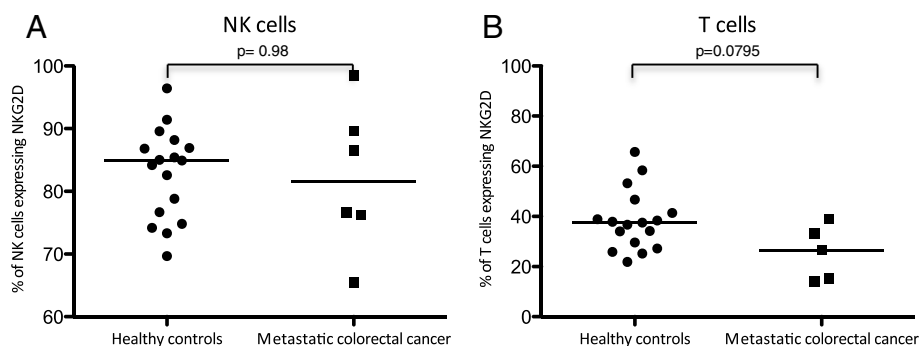 A
NK cells
p= 0.98
% of NK cells expressing NKG2D
100
90
80
70
60
Healthy controls
Metastatic colorectal cancer
B
T cells
p=0.0795
% of T cells expressing NKG2D
100
80
60
40
20
0
Healthy controls
Metastatic colorectal cancer